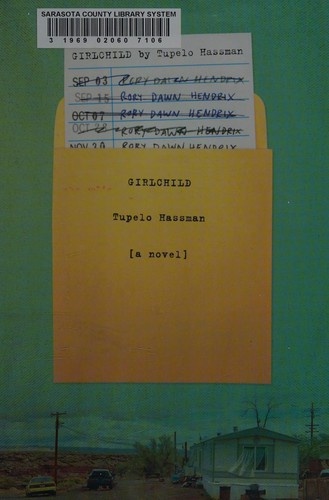 SARASOTA COUNTY LIBRARY SYSTEM
3 1969 02060 7106
GIRLCHILD by Tupelo Hassman
SEP 03 RORY DAWN HENDRIX
SEP 15 RORY DAWN HENDRIX
OCT 07 RORY DAWN HENDRIX
OCT 22 RORY DAWN HENDRIX
NOV 20 RORY DAWN HENDRIX
GIRLCHILD
Tupelo Hassman
[a novel]